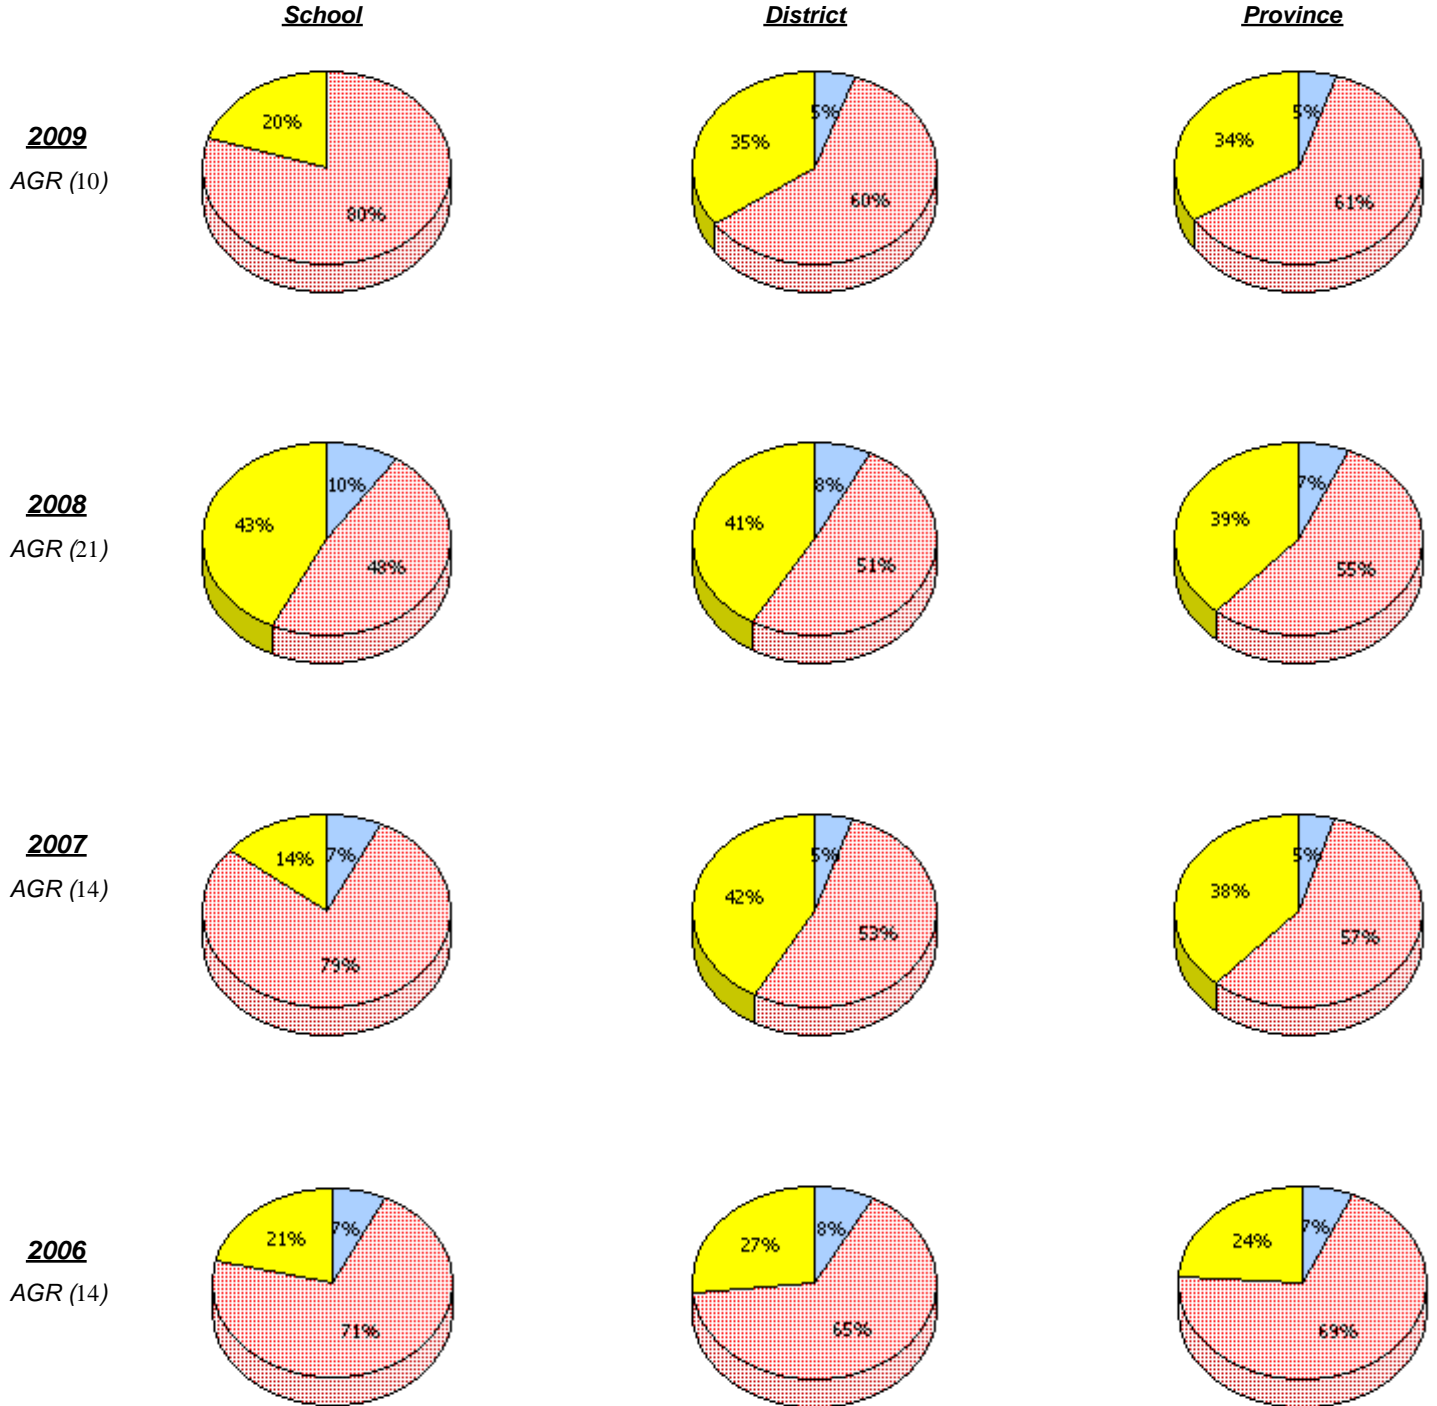 School District Province
20% 80% 35% 5% 60% 34% 5% 61%
2009
AGR (10)
43% 10% 48% 41% 8% 51% 39% 7% 55%
2008
AGR (21)
14% 7% 79% 42% 5% 53% 38% 5% 57%
2007
AGR (14)
21% 7% 71% 27% 8% 65% 24% 7% 69%
2006
AGR (14)